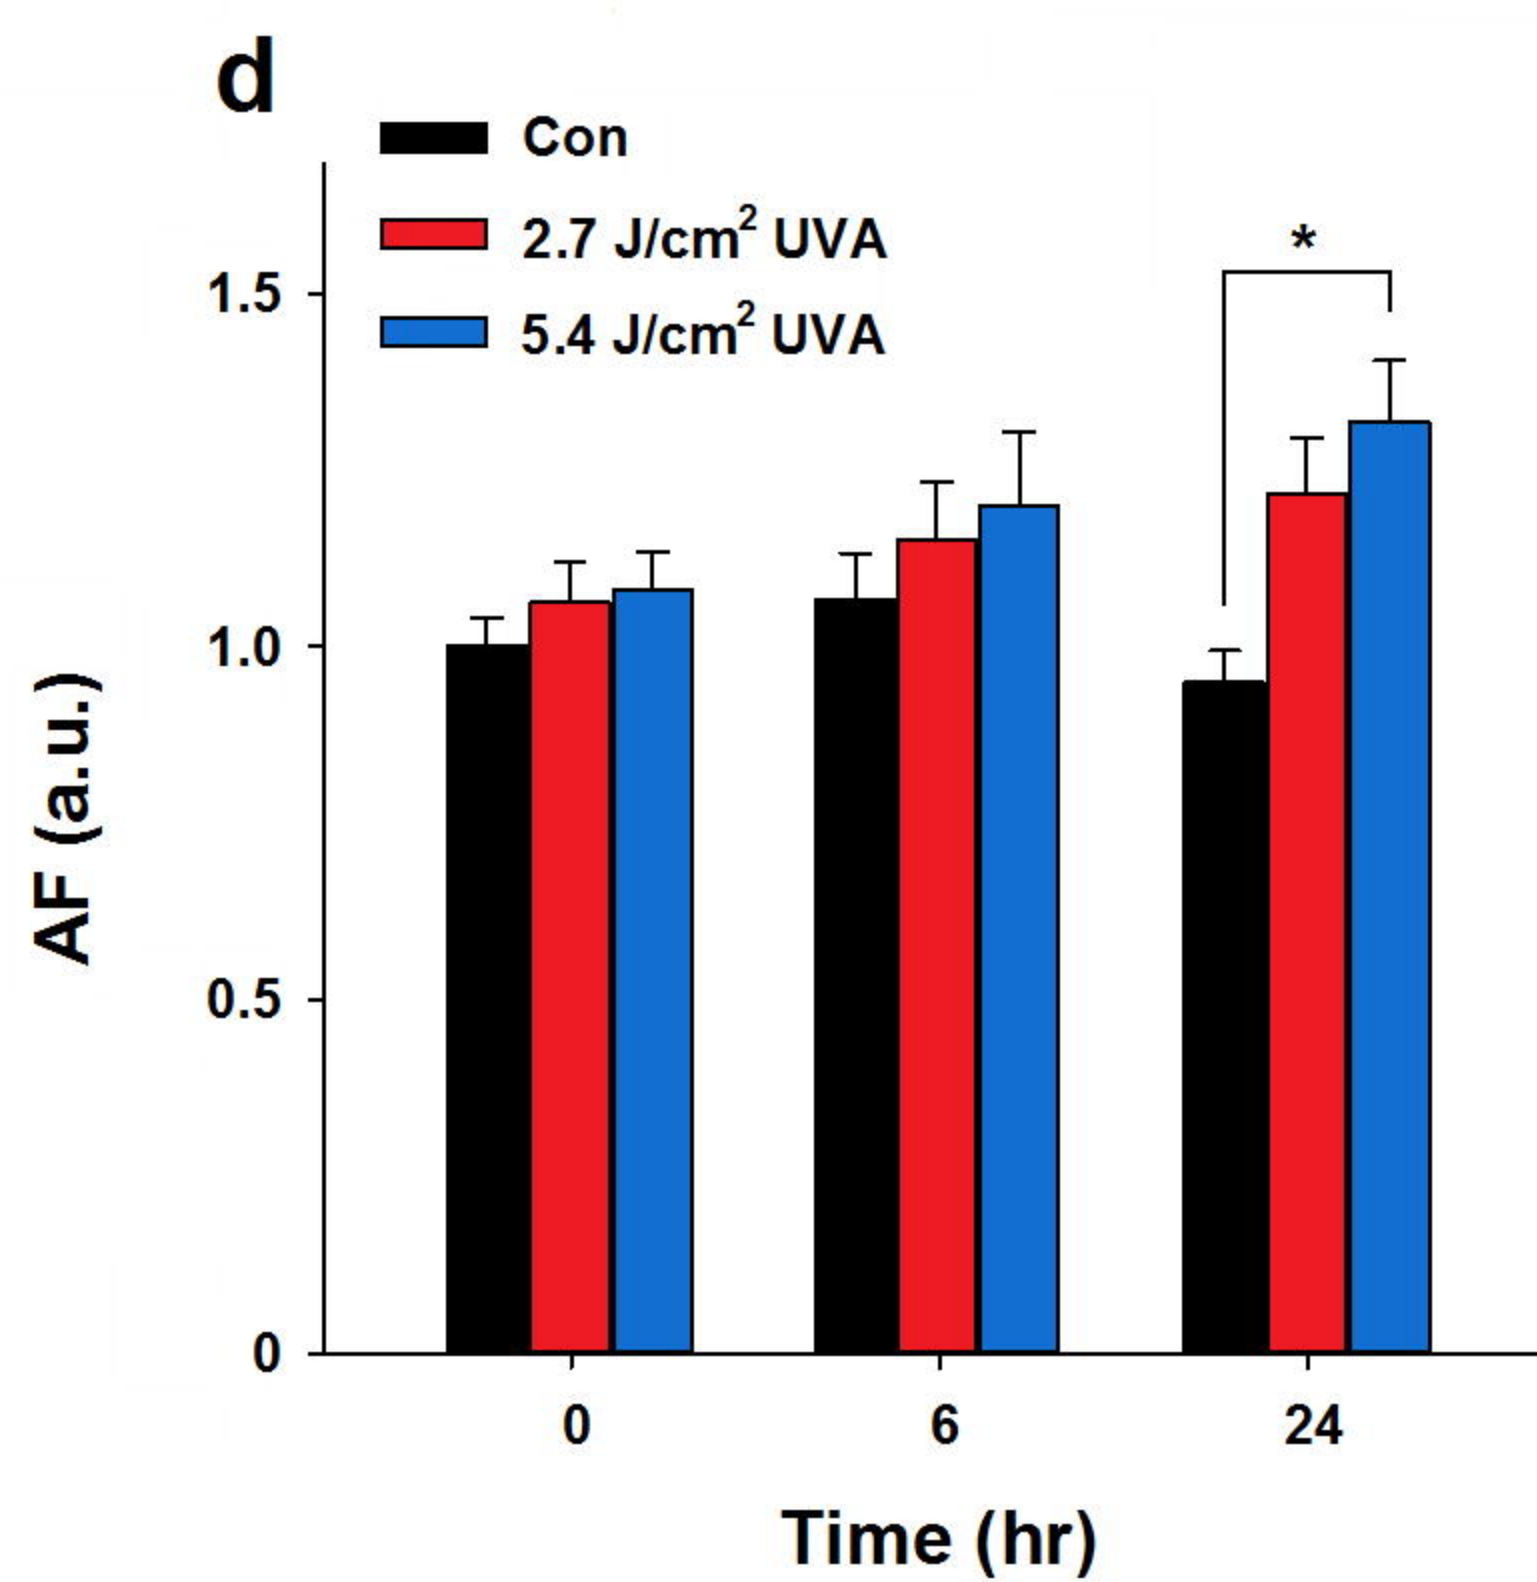 d
Con
2.7 J/cm² UVA
5.4 J/cm² UVA
*
1.5
1.0
0.5
0
AF (a.u.)
0 6 24
Time (hr)